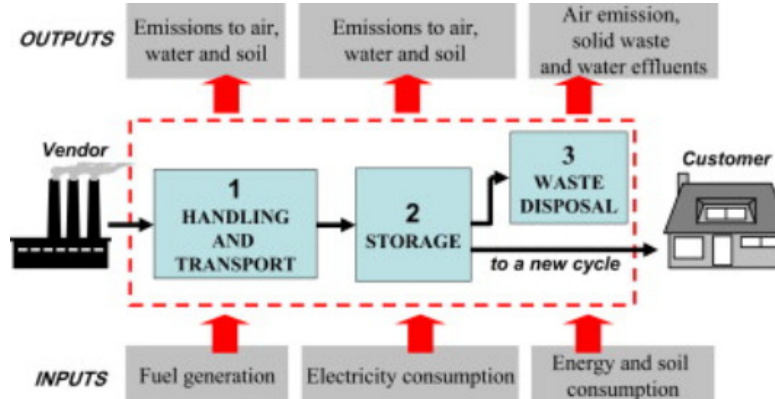 OUTPUTS
Emissions to air,
water and soil
Emissions to air,
water and soil
Air emission,
solid waste
and water effluents
Vendor
1
HANDLING
AND
TRANSPORT
2
STORAGE
3
WASTE
DISPOSAL
to a new cycle
Customer
INPUTS
Fuel generation
Electricity consumption
Energy and soil
consumption